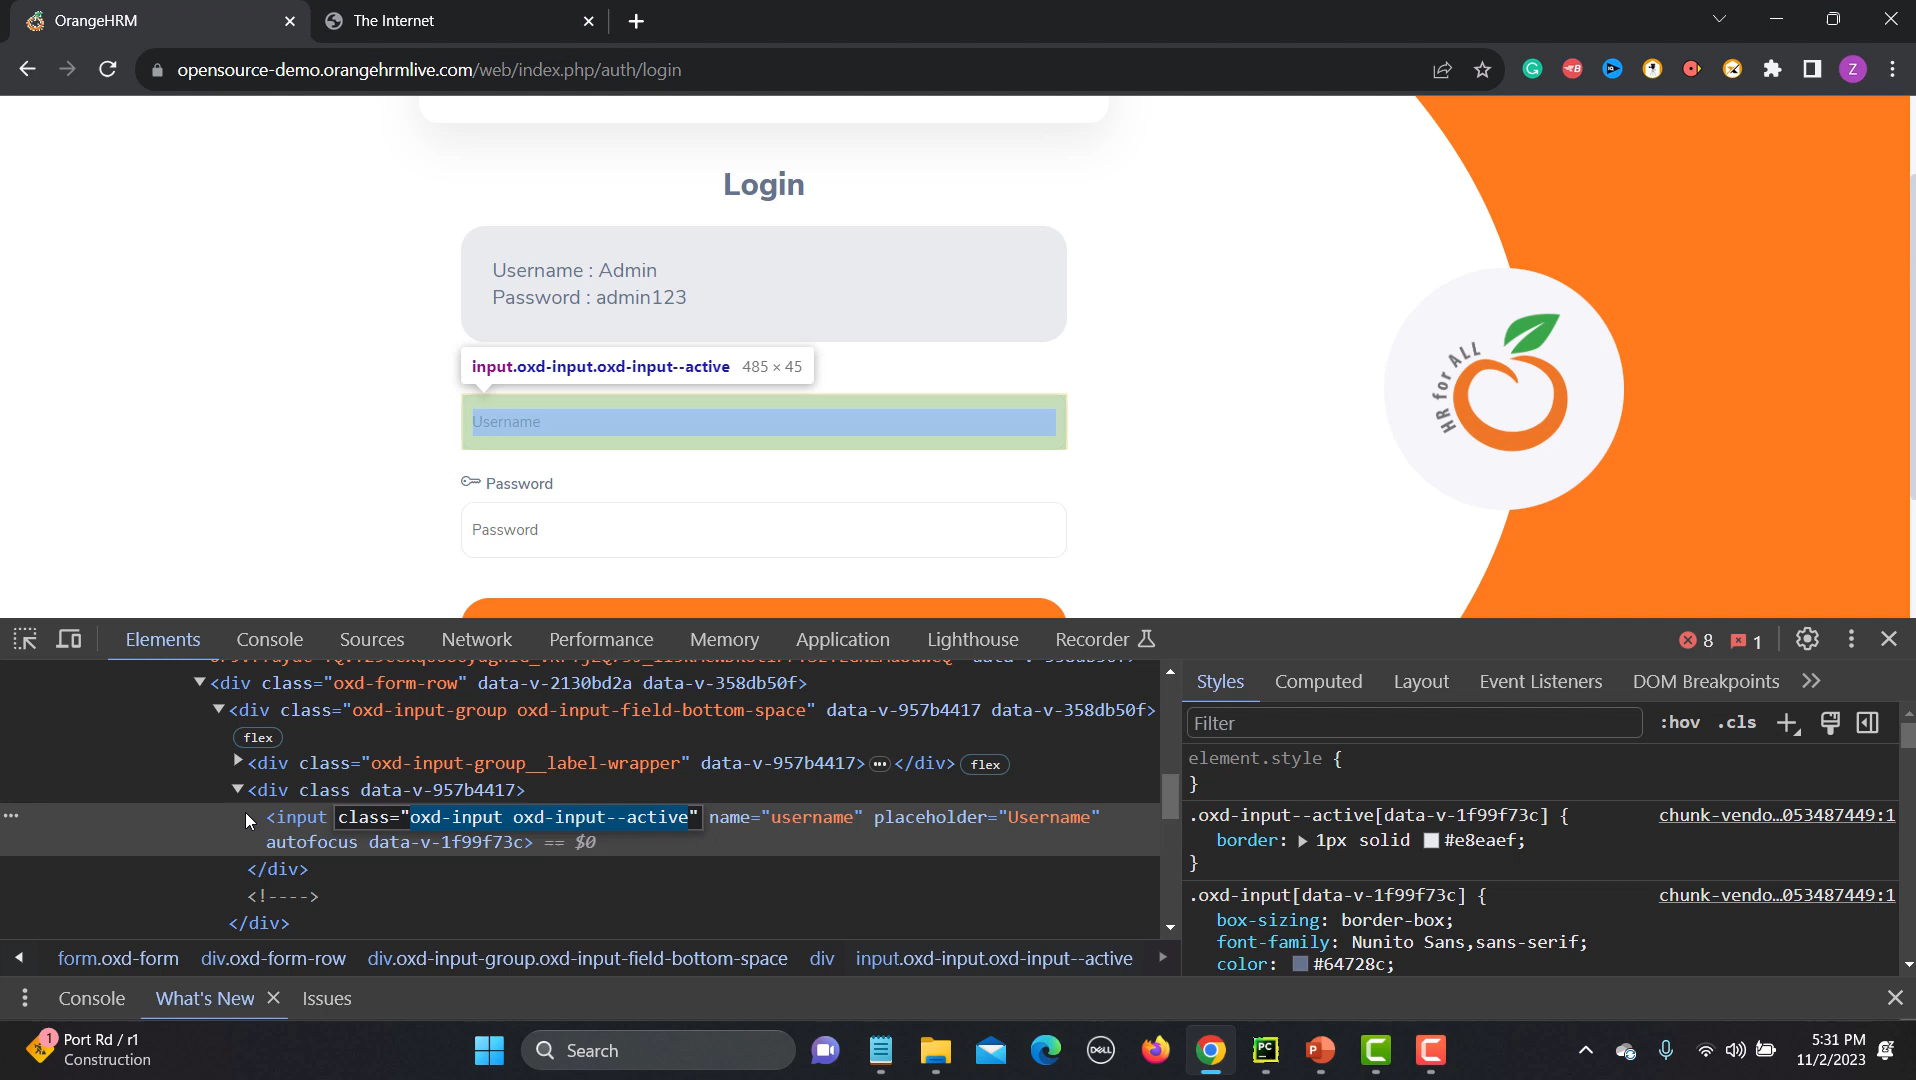 OrangeHRM
The Internet
opensource-demo.orangehrmlive.com/web/index.php/auth/login
Z
Login
Username : Admin
Password : admin123
input.oxd-input.oxd-input--active 485 × 45
Username
Password
Password
HR for ALL
Elements Console Sources Network Performance Memory Application Lighthouse Recorder
8 1
<div class="oxd-form-row" data-v-2130bd2a data-v-358db50f>
<div class="oxd-input-group oxd-input-field-bottom-space" data-v-957b4417 data-v-358db50f>
flex
<div class="oxd-input-group__label-wrapper" data-v-957b4417>…</div> flex
<div class data-v-957b4417>
<input class="oxd-input oxd-input--active" name="username" placeholder="Username"
autofocus data-v-1f99f73c> == $0
</div>
<!---->
</div>
form.oxd-form div.oxd-form-row div.oxd-input-group.oxd-input-field-bottom-space div input.oxd-input.oxd-input--active
Styles Computed Layout Event Listeners DOM Breakpoints
Filter :hov .cls
element.style {
}
.oxd-input--active[data-v-1f99f73c] { chunk-vendo…053487449:1
border: 1px solid #e8eaef;
}
.oxd-input[data-v-1f99f73c] { chunk-vendo…053487449:1
box-sizing: border-box;
font-family: Nunito Sans,sans-serif;
color: #64728c;
Console What's New Issues
1
Port Rd / r1
Construction
Search
DELL
PC
P
C
C
5:31 PM
11/2/2023